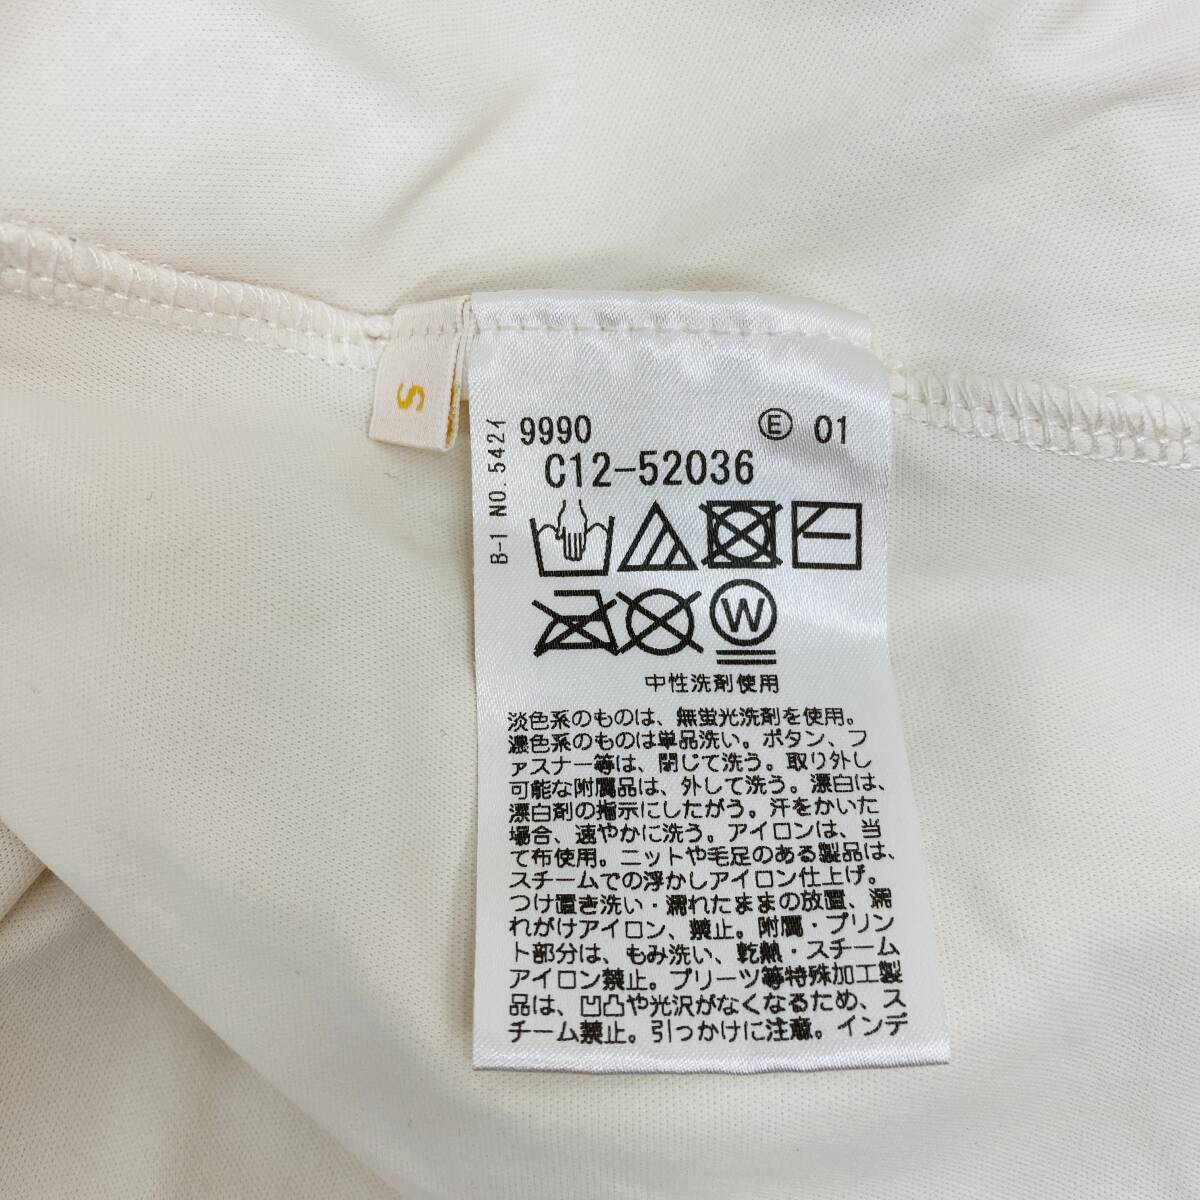 S
B-1 NO.5421
9990 Ⓔ 01
C12-52036
W
中性洗剤使用
淡色系のものは、無蛍光洗剤を使用。
濃色系のものは単品洗い。ボタン、フ
ァスナー等は、閉じて洗う。取り外し
可能な附属品は、外して洗う。漂白は、
漂白剤の指示にしたがう。汗をかいた
場合、速やかに洗う。アイロンは、当
て布使用。ニットや毛足のある製品は、
スチームでの浮かしアイロン仕上げ。
つけ置き洗い・濡れたままの放置、濡
れがけアイロン、禁止。附属・プリン
ト部分は、もみ洗い、乾熱・スチーム
アイロン禁止。プリーツ等特殊加工製
品は、凹凸や光沢がなくなるため、ス
チーム禁止。引っかけに注意。インデ